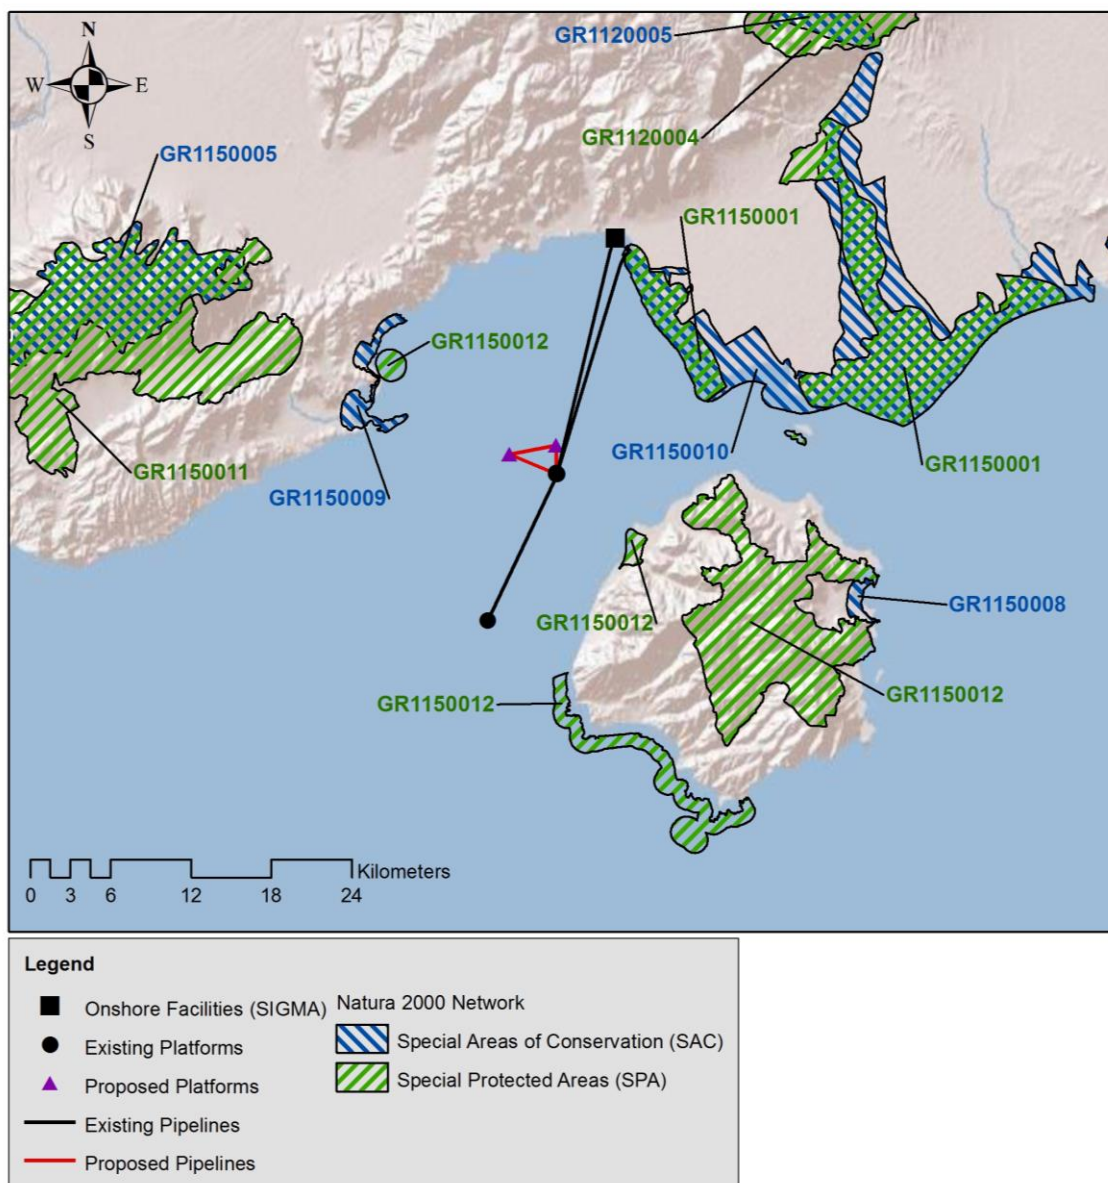 GR1120005
N
W E
S
GR1120004
GR1150005
GR1150001
GR1150012
GR1150010
GR1150001
GR1150011
GR1150009
GR1150008
GR1150012
GR1150012
GR1150012
Kilometers
0 3 6 12 18 24
Legend
Onshore Facilities (SIGMA)
Existing Platforms
Proposed Platforms
Existing Pipelines
Proposed Pipelines
Natura 2000 Network
Special Areas of Conservation (SAC)
Special Protected Areas (SPA)